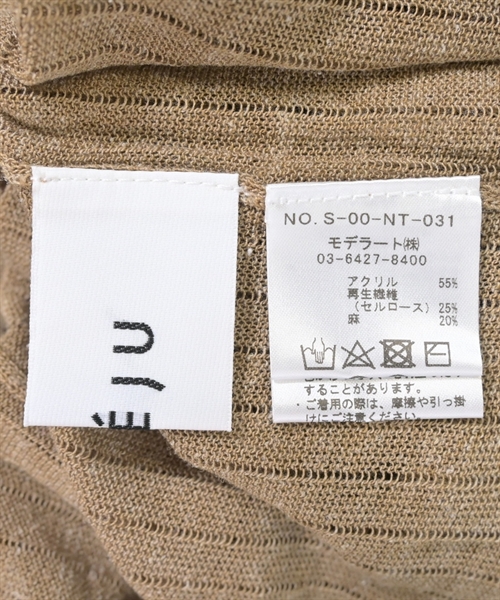 NO. S-00-NT-031
モデラート㈱
03-6427-8400
アクリル 55%
再生繊維
(セルロース) 25%
麻 20%
することがあります。
・ご着用の際は、摩擦や引っ掛
けにご注意ください。